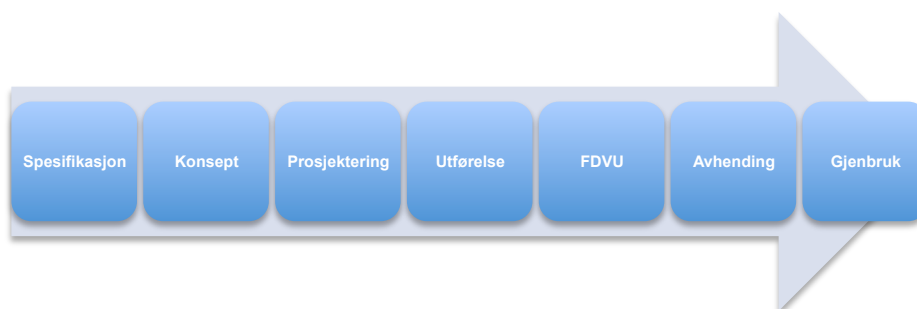 Spesifikasjon
Konsept
Prosjektering
Utførelse
FDVU
Avhending
Gjenbruk